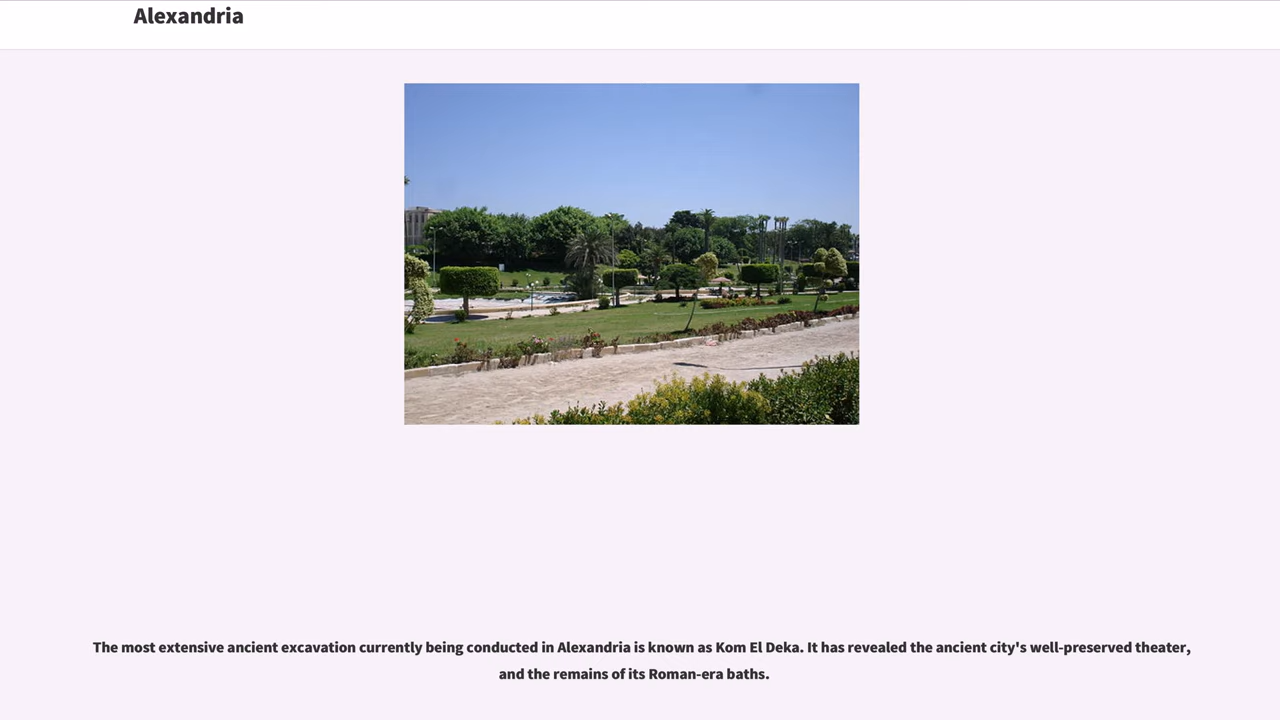 Alexandria
The most extensive ancient excavation currently being conducted in Alexandria is known as Kom El Deka. It has revealed the ancient city's well-preserved theater,
and the remains of its Roman-era baths.